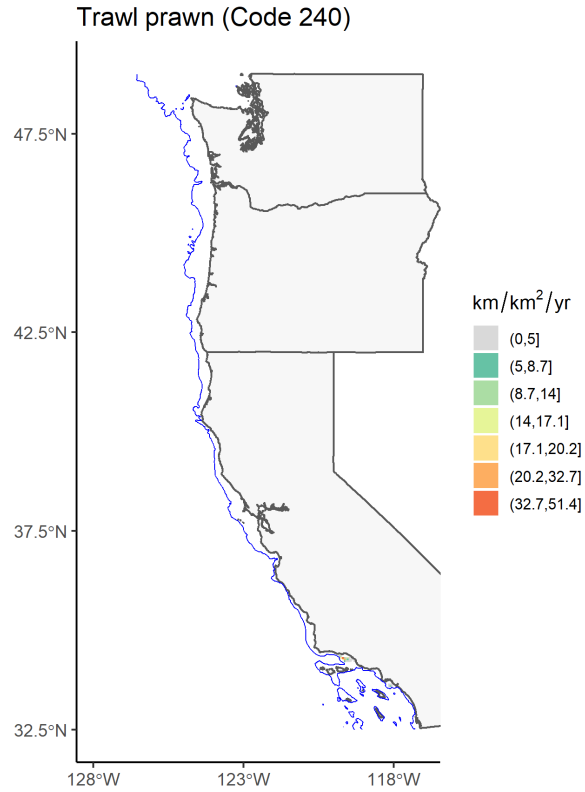 Trawl prawn (Code 240)
47.5°N
42.5°N
37.5°N
32.5°N
128°W
123°W
118°W
km/km²/yr
(0,5]
(5,8.7]
(8.7,14]
(14,17.1]
(17.1,20.2]
(20.2,32.7]
(32.7,51.4]